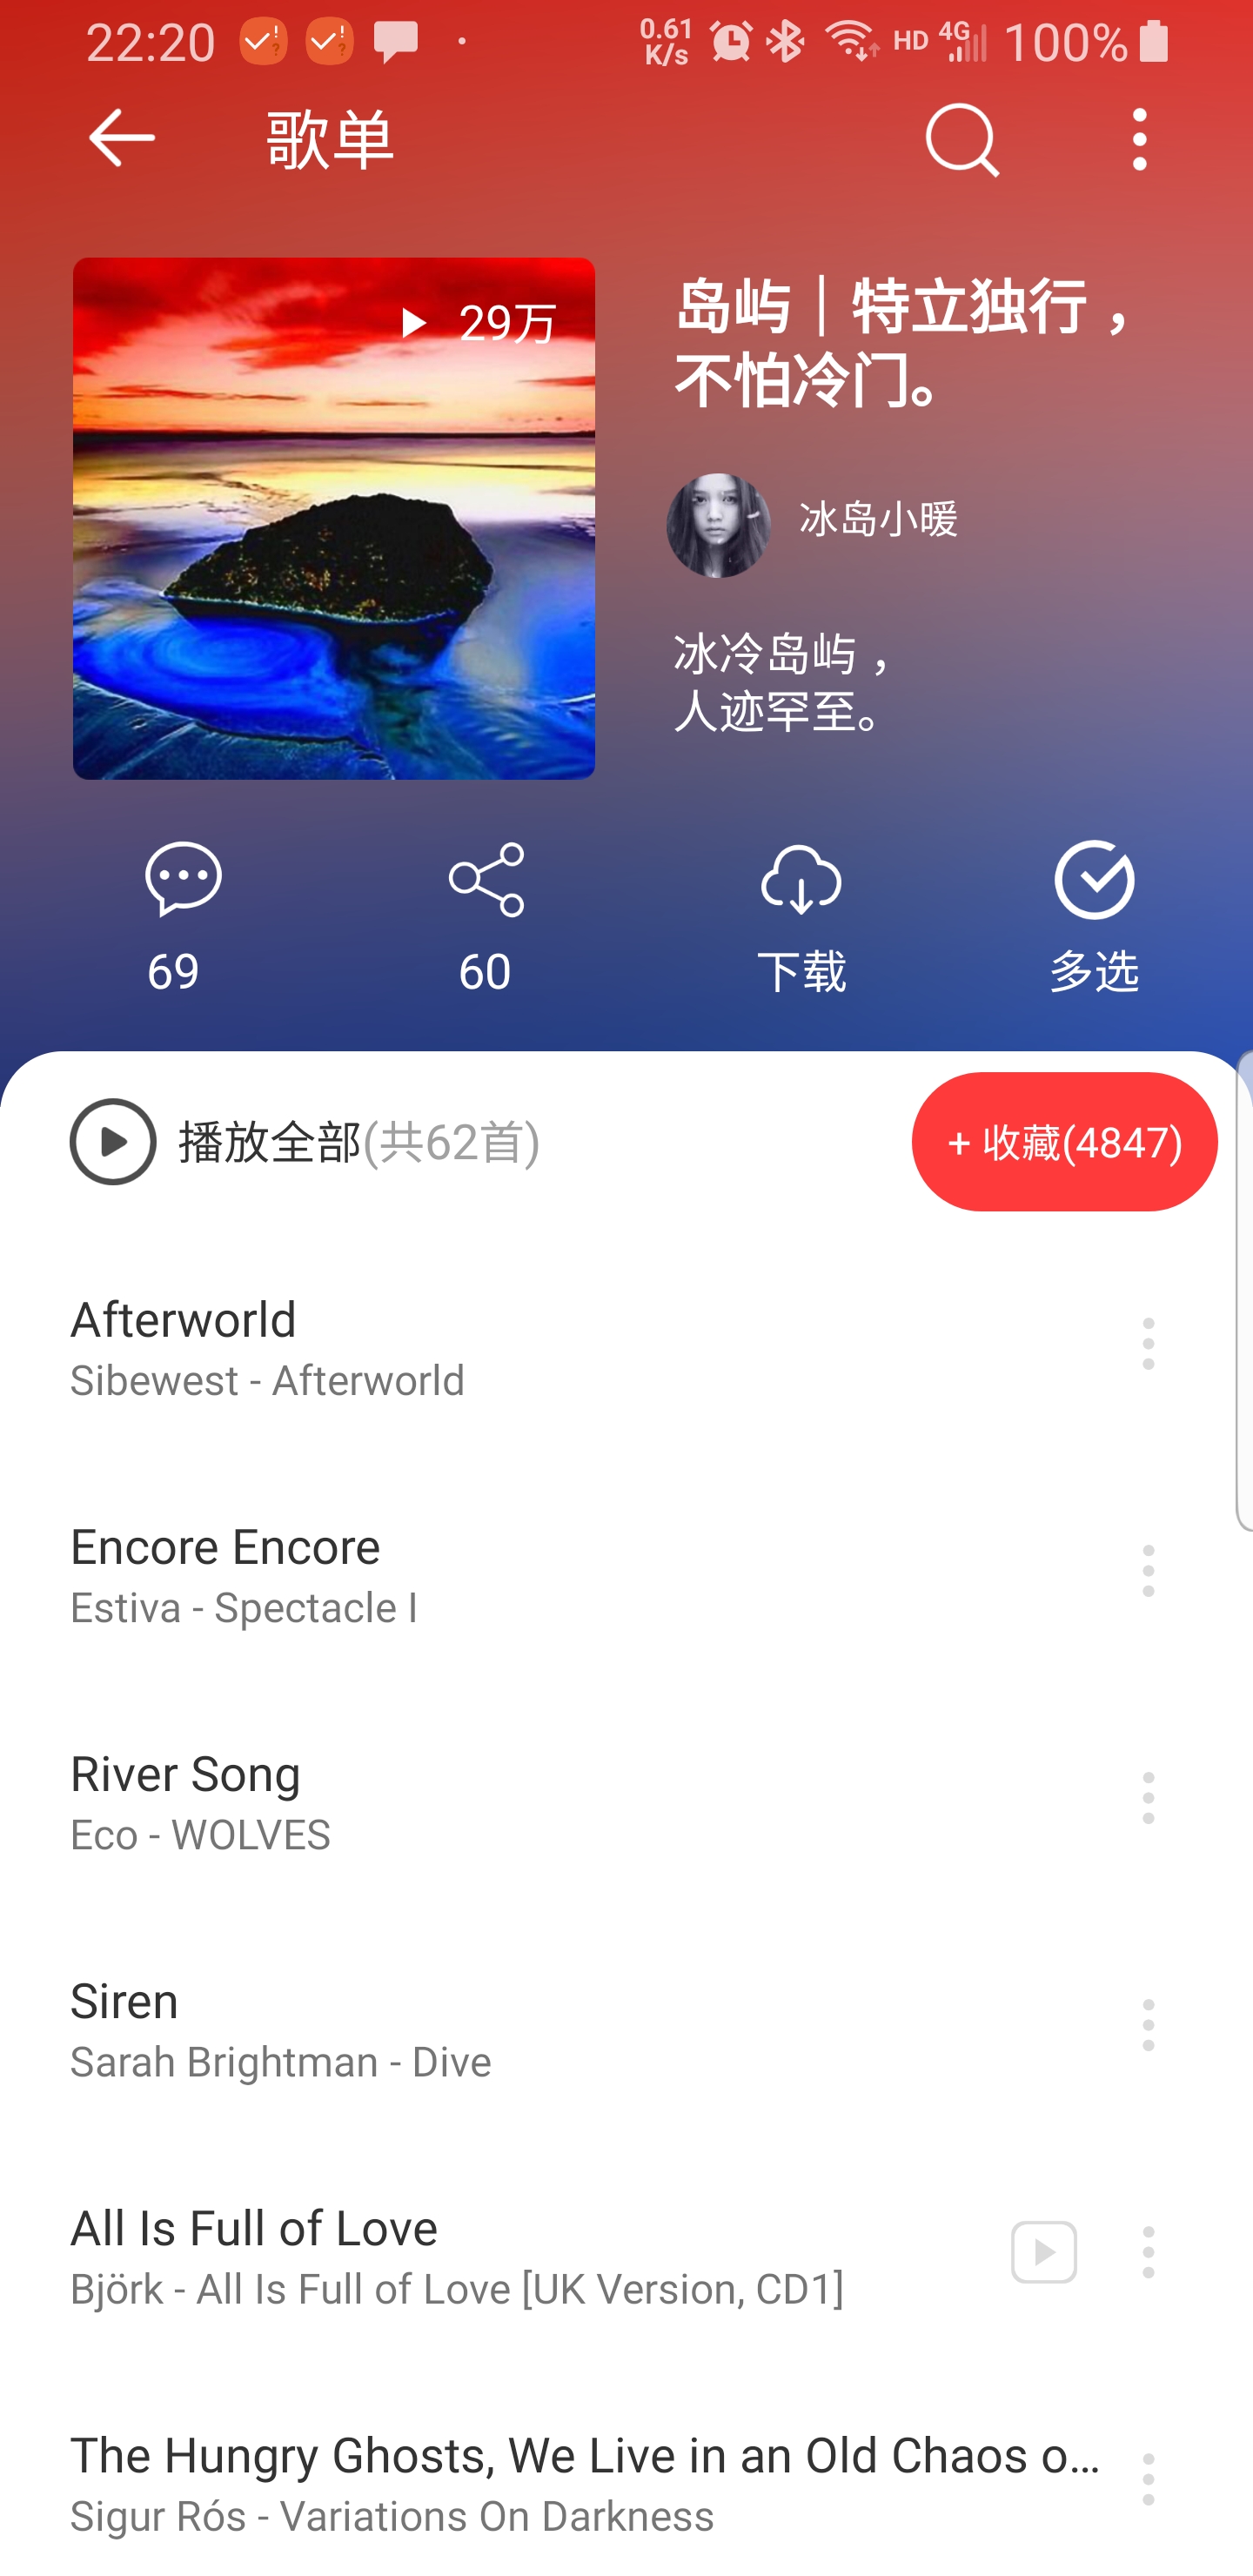 22:20
0.61
K/s
HD
4G
100%
歌单
29万
岛屿｜特立独行，
不怕冷门。
冰岛小暖
冰冷岛屿，
人迹罕至。
69
60
下载
多选
播放全部(共62首)
+ 收藏(4847)
Afterworld
Sibewest - Afterworld
Encore Encore
Estiva - Spectacle I
River Song
Eco - WOLVES
Siren
Sarah Brightman - Dive
All Is Full of Love
Björk - All Is Full of Love [UK Version, CD1]
The Hungry Ghosts, We Live in an Old Chaos o...
Sigur Rós - Variations On Darkness